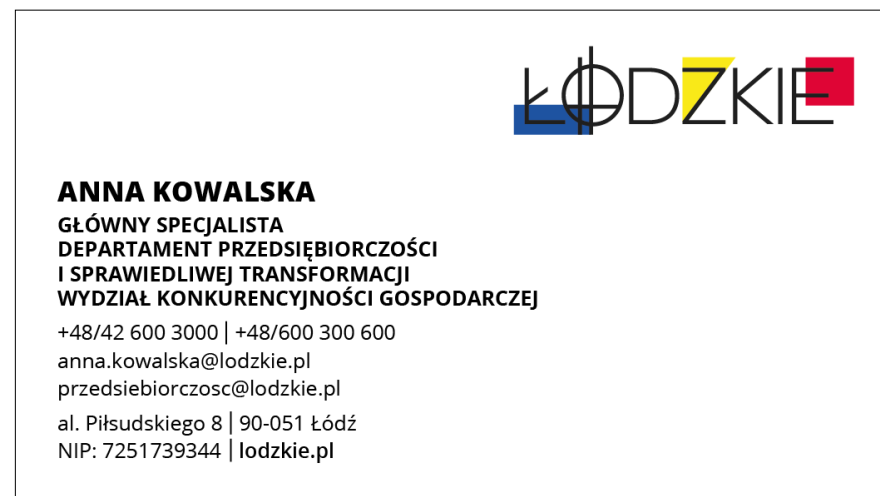 ŁÓDZKIE
ANNA KOWALSKA
GŁÓWNY SPECJALISTA
DEPARTAMENT PRZEDSIĘBIORCZOŚCI
I SPRAWIEDLIWEJ TRANSFORMACJI
WYDZIAŁ KONKURENCYJNOŚCI GOSPODARCZEJ
+48/42 600 3000 | +48/600 300 600
anna.kowalska@lodzkie.pl
przedsiebiorczosc@lodzkie.pl
al. Piłsudskiego 8 | 90-051 Łódź
NIP: 7251739344 | lodzkie.pl